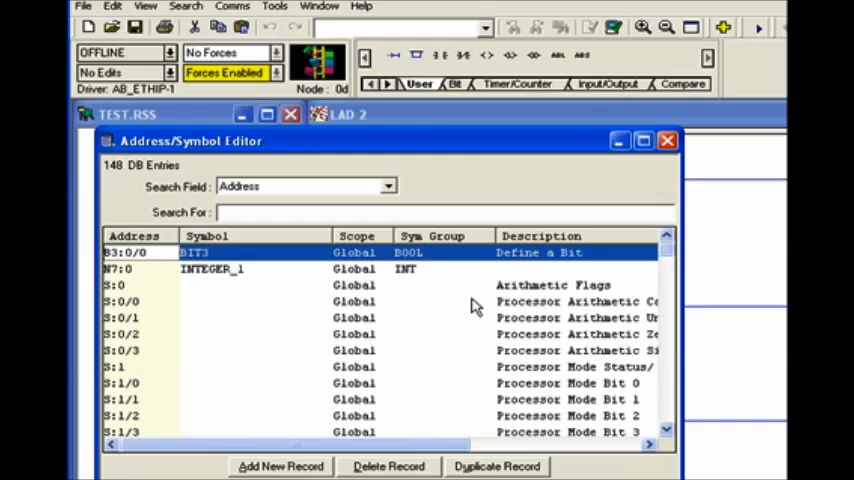 File Edit View Search Comms Tools Window Help
OFFLINE No Forces
No Edits Forces Enabled
Driver: AB_ETHIP-1 Node : 0d
User Bit Timer/Counter Input/Output Compare
TEST.RSS LAD 2
Address/Symbol Editor
148 DB Entries
Search Field : Address
Search For :
Address Symbol Scope Sym Group Description
B3:0/0 BIT3 Global BOOL Define a Bit
N7:0 INTEGER_1 Global INT
S:0 Global Arithmetic Flags
S:0/0 Global Processor Arithmetic Ca
S:0/1 Global Processor Arithmetic Un
S:0/2 Global Processor Arithmetic Ze
S:0/3 Global Processor Arithmetic Si
S:1 Global Processor Mode Status/
S:1/0 Global Processor Mode Bit 0
S:1/1 Global Processor Mode Bit 1
S:1/2 Global Processor Mode Bit 2
S:1/3 Global Processor Mode Bit 3
Add New Record Delete Record Duplicate Record